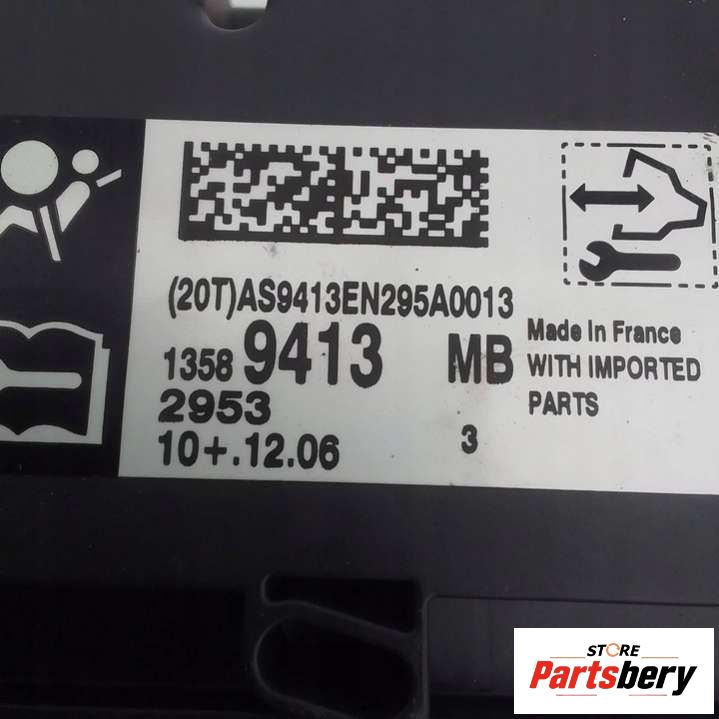 (20T)AS9413EN295A0013
1358 9413 MB
2953
10+.12.06 3
Made In France
WITH IMPORTED
PARTS
STORE
Partsbery